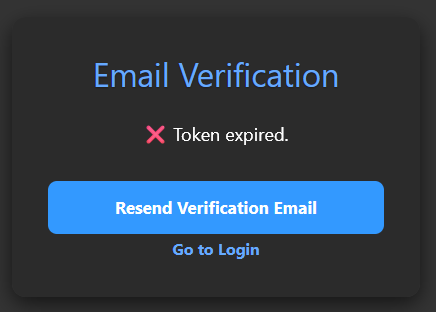 Email Verification
❌ Token expired.
Resend Verification Email
Go to Login